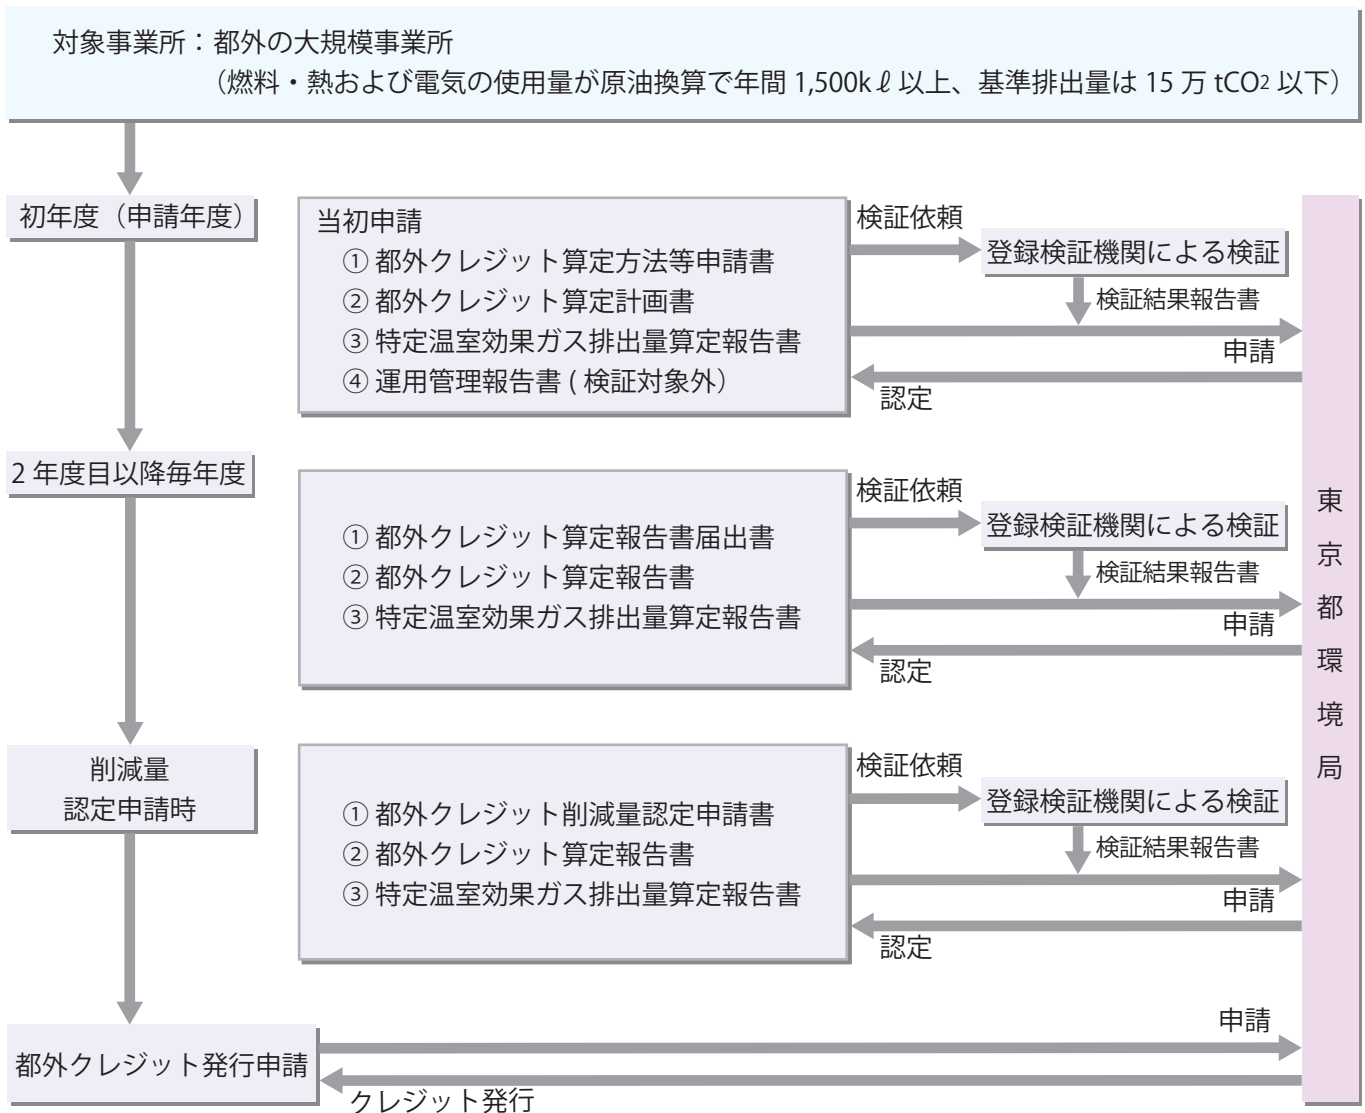 対象事業所：都外の大規模事業所
（燃料・熱および電気の使用量が原油換算で年間 1,500kℓ 以上、基準排出量は 15 万 tCO2 以下）
初年度（申請年度）
当初申請
① 都外クレジット算定方法等申請書
② 都外クレジット算定計画書
③ 特定温室効果ガス排出量算定報告書
④ 運用管理報告書 ( 検証対象外）
検証依頼
登録検証機関による検証
検証結果報告書
申請
認定
2 年度目以降毎年度
① 都外クレジット算定報告書届出書
② 都外クレジット算定報告書
③ 特定温室効果ガス排出量算定報告書
検証依頼
登録検証機関による検証
検証結果報告書
申請
認定
削減量
認定申請時
① 都外クレジット削減量認定申請書
② 都外クレジット算定報告書
③ 特定温室効果ガス排出量算定報告書
検証依頼
登録検証機関による検証
検証結果報告書
申請
認定
都外クレジット発行申請
申請
クレジット発行
東京都環境局